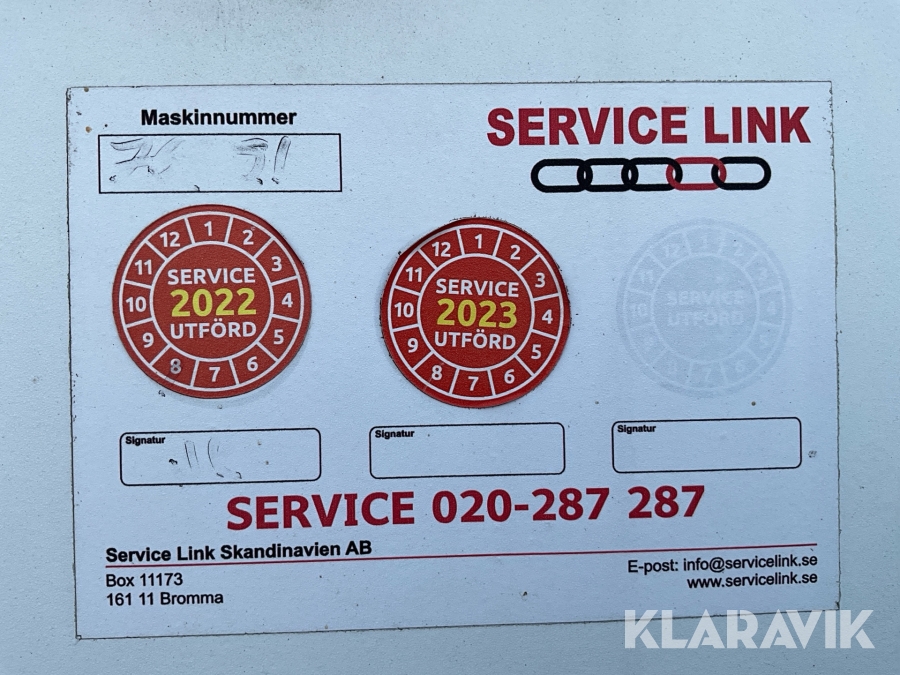 Maskinnummer
SERVICE LINK
12 1 2 3 4 5 6 7 8 9 10 11
SERVICE
2022
UTFÖRD
12 1 2 3 4 5 6 7 8 9 10 11
SERVICE
2023
UTFÖRD
SERVICE
UTFÖRD
Signatur
Signatur
Signatur
SERVICE 020-287 287
Service Link Skandinavien AB
Box 11173
161 11 Bromma
E-post: info@servicelink.se
www.servicelink.se
KLARAVIK